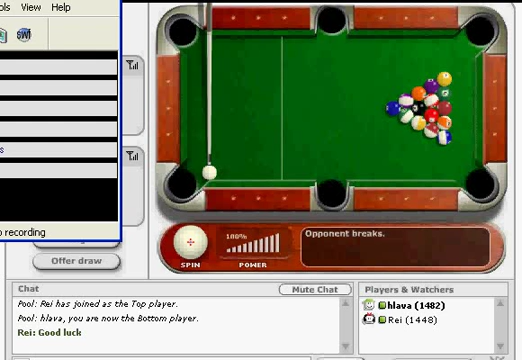 View Help
SWf
recording
Opponent breaks.
100%
SPIN
POWER
Offer draw
Chat
Mute Chat
Players & Watchers
Pool: Rei has joined as the Top player.
Pool: hlava, you are now the Bottom player.
Rei: Good luck
hlava (1482)
Rei (1448)